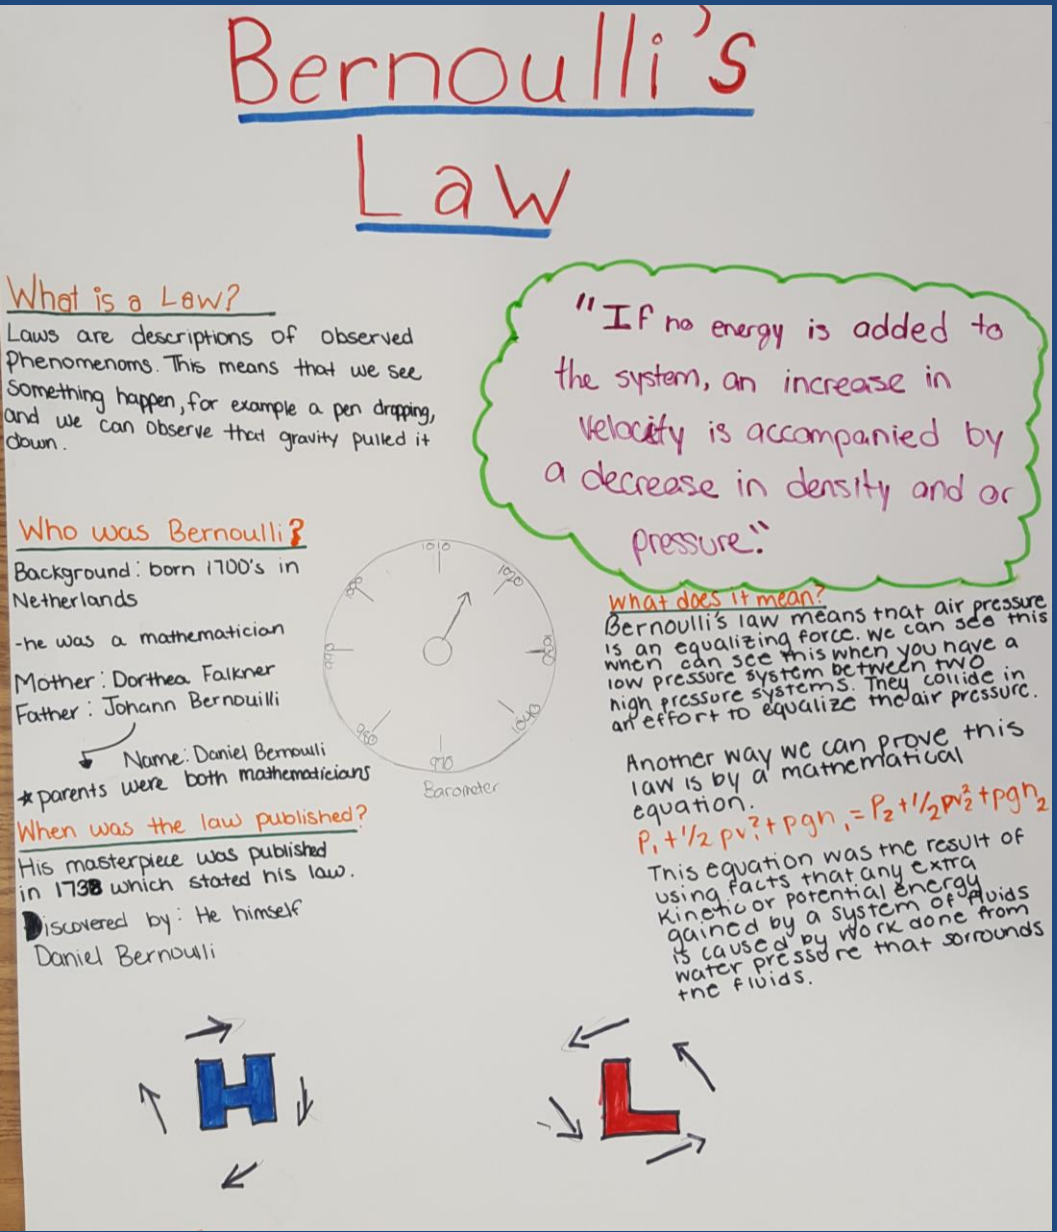 Bernoulli's
Law
What is a Law?
Laws are descriptions of observed
Phenomenoms. This means that we see
something happen, for example a pen dropping,
and we can observe that gravity pulled it
down.
"If no energy is added to
the system, an increase in
velocity is accompanied by
a decrease in density and or
pressure."
Who was Bernoulli?
Background: born 1700's in
Netherlands
-he was a mathematician
Mother: Dorthea Falkner
Father: Johann Bernouilli
Name: Daniel Bernoulli
*parents were both mathematicians
1010
1020
1030
1040
970
980
Barometer
When was the law published?
His masterpiece was published
in 1738 which stated his law.
Discovered by: He himself
Daniel Bernoulli
What does it mean?
Bernoulli's law means that air pressure
is an equalizing force. we can see this
when can see this when you have a
low pressure system between two
high pressure systems. They collide in
an effort to equalize the air pressure.
Another way we can prove this
law is by a mathematical
equation.
P₁+1/2 pv₁²+pgh₁=P₂+1/2pv₂²+pgh₂
This equation was the result of
using facts that any extra
Kinetic or potential energy
gained by a system of fluids
is caused by work done from
water pressure that sorrounds
the fluids.
H
L